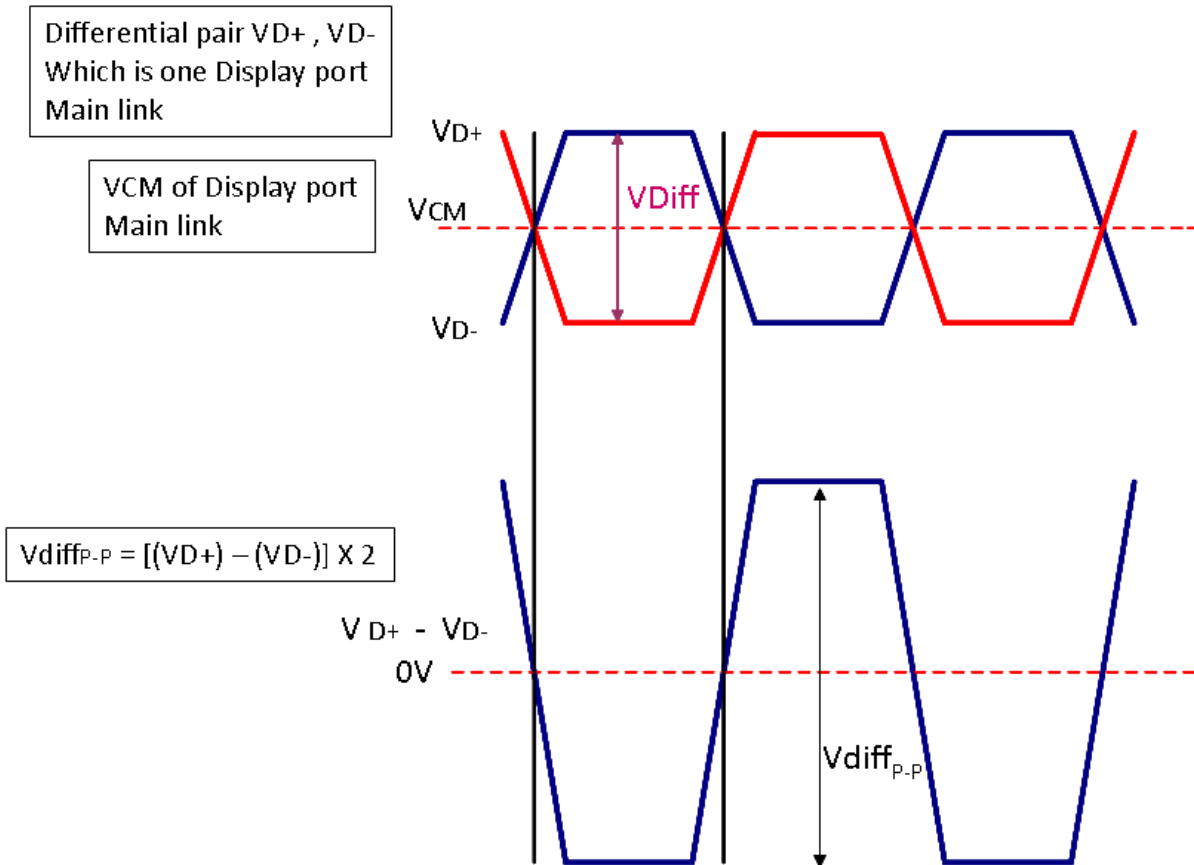 Differential pair VD+ , VD-
Which is one Display port
Main link
VD+
VCM of Display port
Main link
VDiff
VCM
VD-
VdiffP-P = [(VD+) – (VD-)] X 2
V D+ - VD-
0V
VdiffP-P